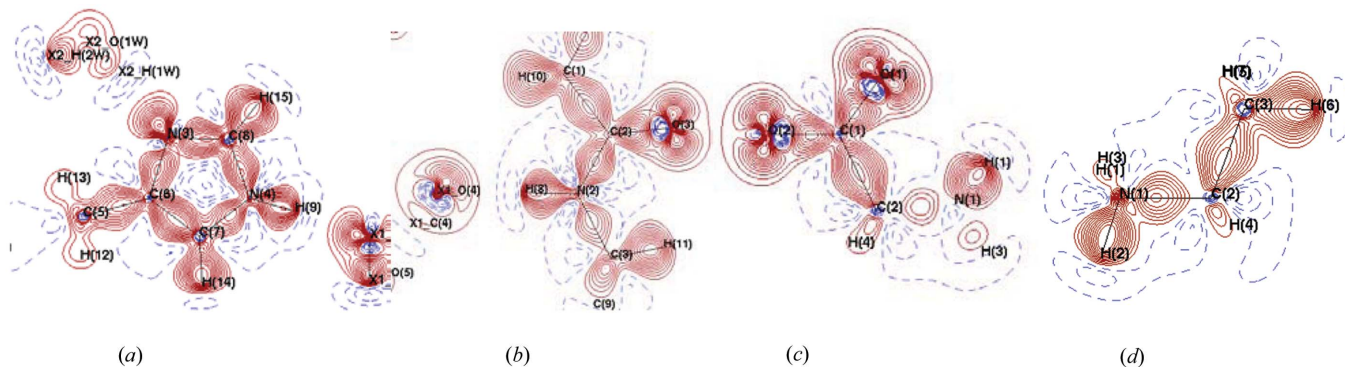 X2_O(1W)
X2_H(2W)
X2_H(1W)
H(15)
N(3)
C(8)
H(13)
C(6)
N(4)
C(5)
H(9)
C(7)
H(12)
H(14)
X1_
X1_
O(5)
C(1)
H(10)
C(2)
O(3)
X1_O(4)
H(8)
N(2)
X1_C(4)
C(3)
H(11)
C(9)
O(1)
O(2)
C(1)
H(1)
N(1)
C(2)
H(4)
H(3)
C(3)
H(6)
H(3)
H(1)
N(1)
C(2)
H(4)
H(2)
(a)
(b)
(c)
(d)